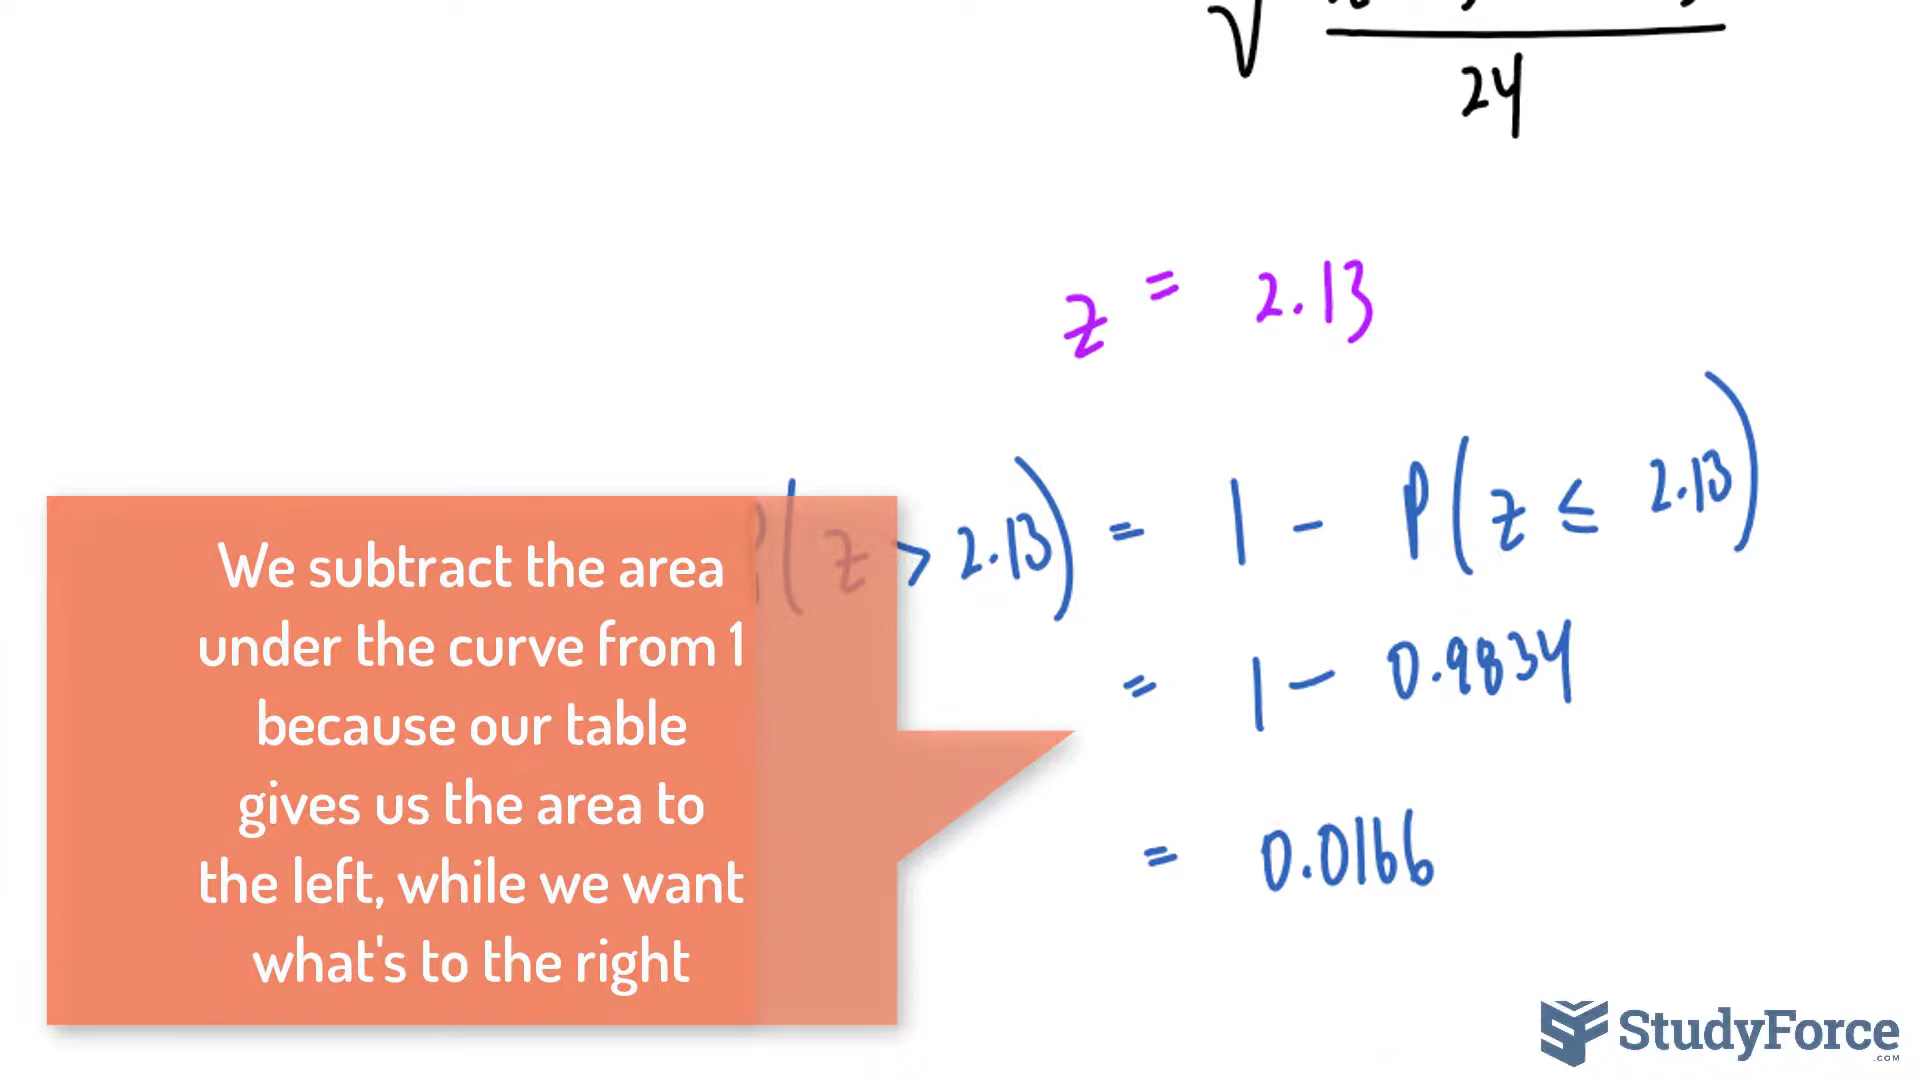 24
z = 2.13
P(z > 2.13) = 1 - P(z ≤ 2.13)
= 1 - 0.9834
= 0.0166
We subtract the area
under the curve from 1
because our table
gives us the area to
the left, while we want
what's to the right
StudyForce
.COM